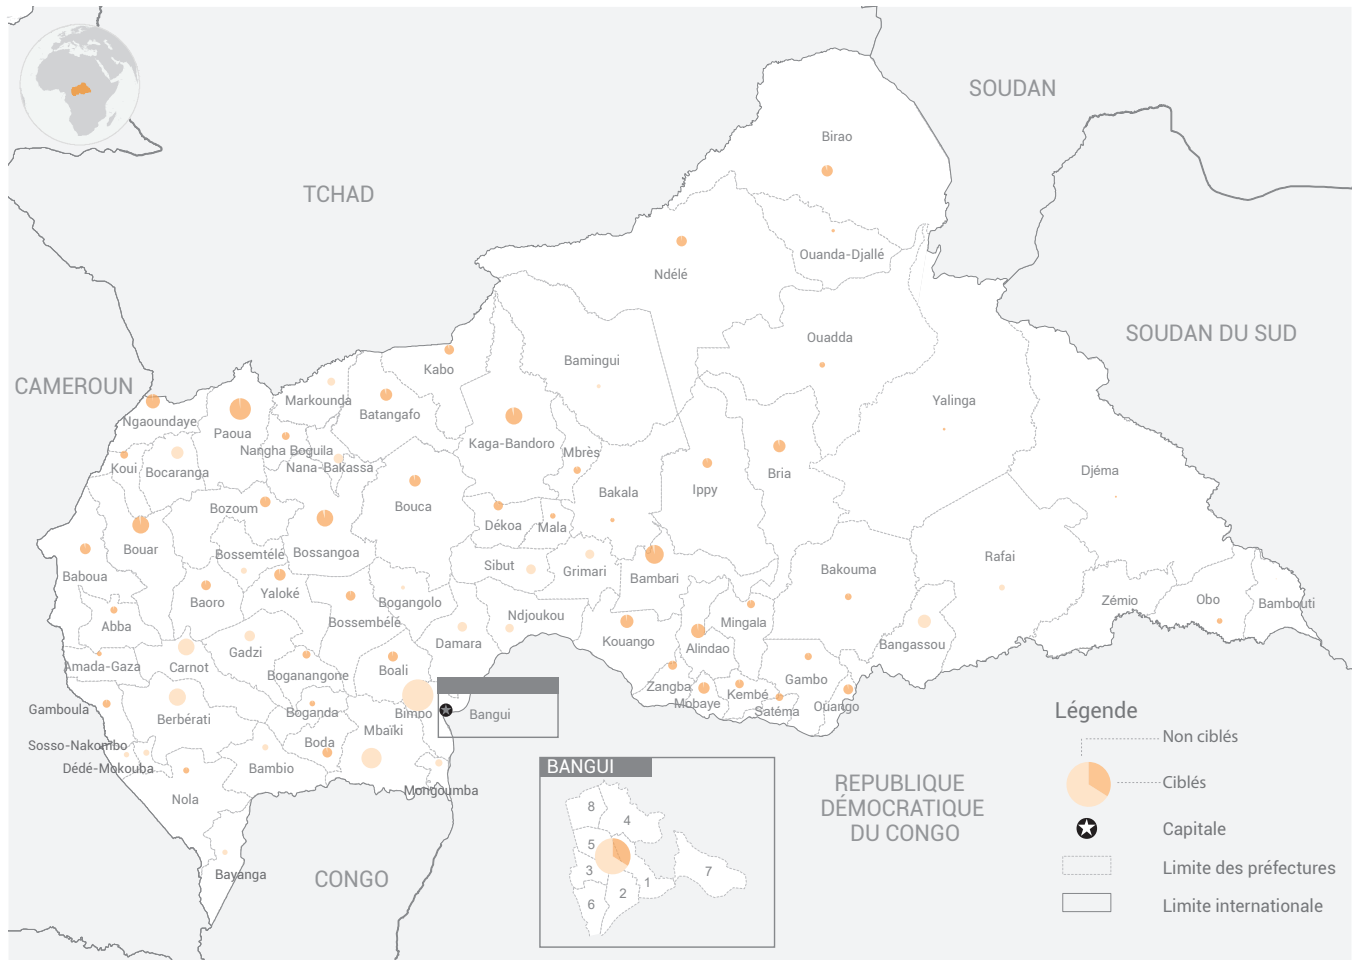 SOUDAN
Birao
TCHAD
Ouanda-Djallé
Ndélé
SOUDAN DU SUD
Ouadda
Bamingui
Kabo
CAMEROUN
Markounda
Yalinga
Batangafo
Ngaoundaye
Paoua
Kaga-Bandoro
Nangha Boguila
Mbrès
Nana-Bakassa
Koui
Bocaranga
Djéma
Bria
Ippy
Bakala
Bouca
Bozoum
Dékoa
Mala
Bouar
Bossemtélé
Bossangoa
Rafai
Sibut
Grimari
Bambari
Bakouma
Baboua
Yaloké
Baoro
Bogangolo
Zémio
Obo
Bambouti
Bossembélé
Ndjoukou
Abba
Mingala
Kouango
Damara
Alindao
Bangassou
Gadzi
Amada-Gaza
Carnot
Boali
Boganangone
Gambo
Zangba
Kembé
Mobaye
Satéma
Ouango
Gamboula
Boganda
Bimbo
Bangui
Légende
Berbérati
Mbaïki
Non ciblés
Sosso-Nakombo
Boda
Dédé-Mokouba
Bambio
BANGUI
Ciblés
Mongoumba
REPUBLIQUE
DÉMOCRATIQUE
DU CONGO
Nola
8
4
Capitale
5
3
1
7
2
6
Limite des préfectures
Bayanga
CONGO
Limite internationale